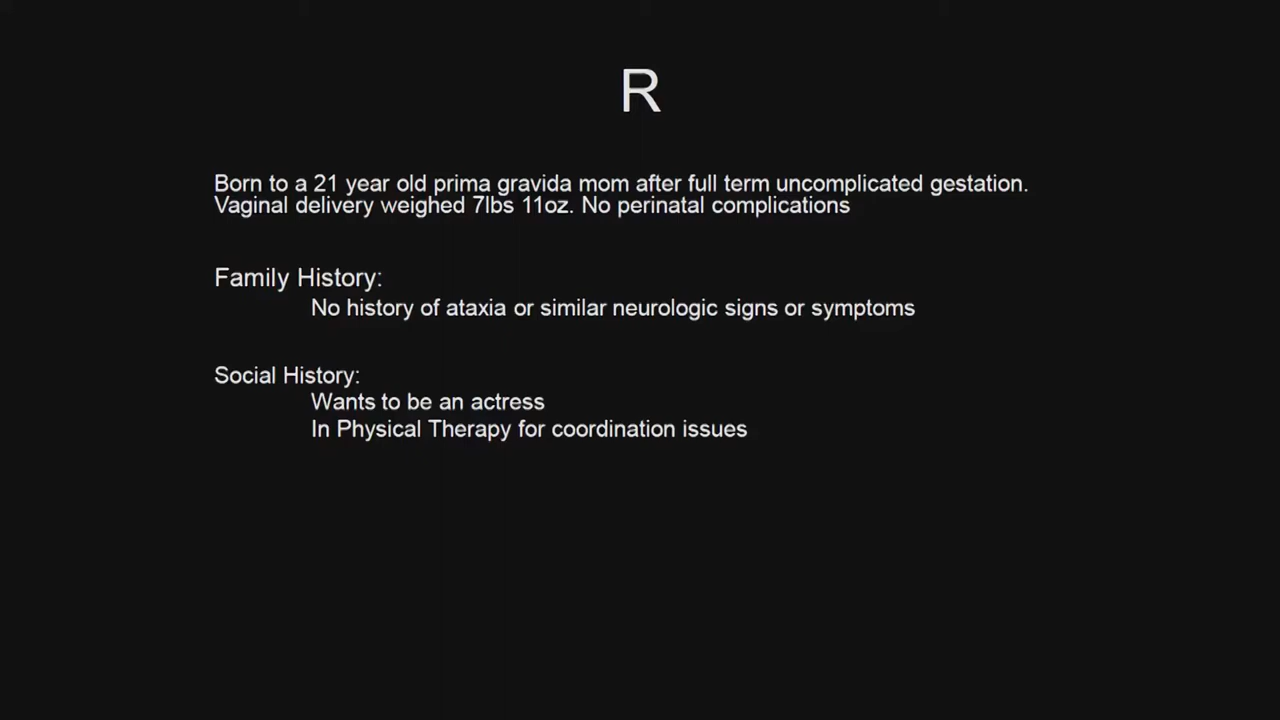 R
Born to a 21 year old prima gravida mom after full term uncomplicated gestation.
Vaginal delivery weighed 7lbs 11oz. No perinatal complications
Family History:
No history of ataxia or similar neurologic signs or symptoms
Social History:
Wants to be an actress
In Physical Therapy for coordination issues